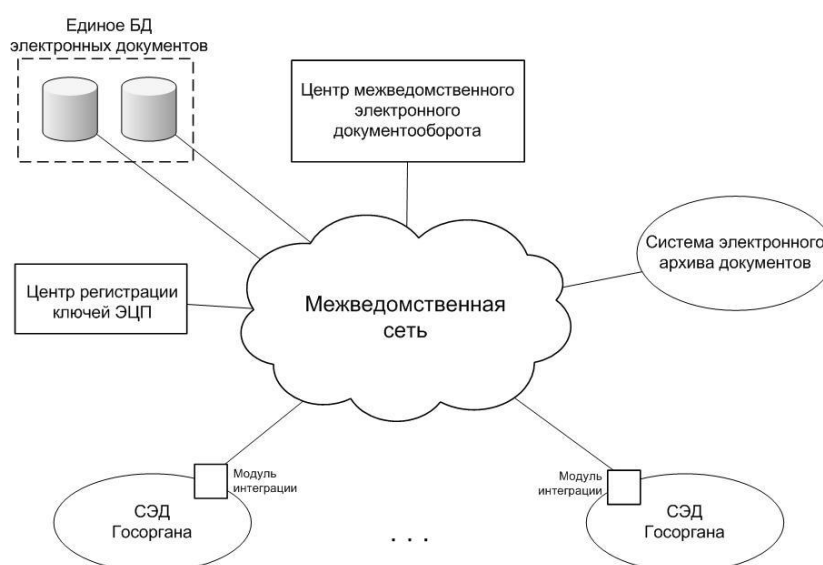 Единое БД
электронных документов
Центр межведомственного
электронного
документооборота
Система электронного
архива документов
Центр регистрации
ключей ЭЦП
Межведомственная
сеть
Модуль
интеграции
СЭД
Госоргана
. . .
Модуль
интеграции
СЭД
Госоргана